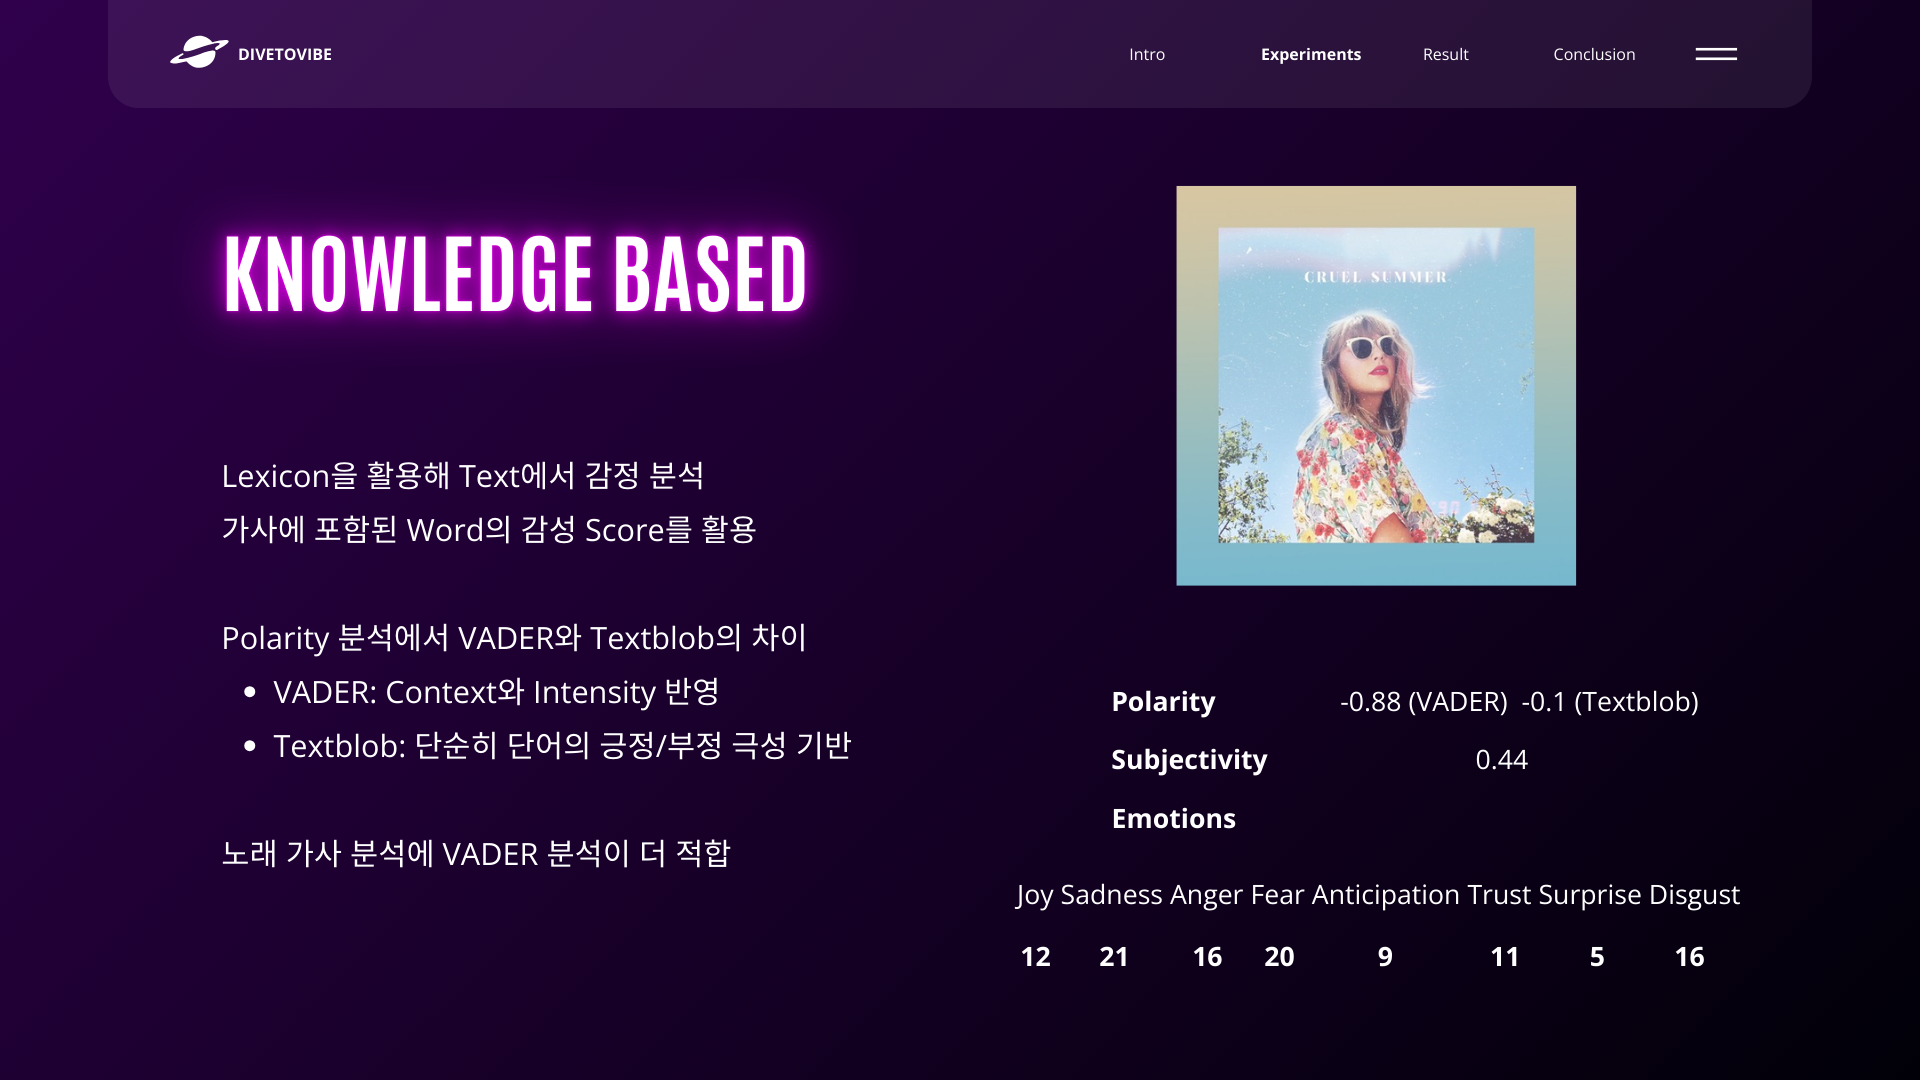 DIVETOVIBE
Intro
Experiments
Result
Conclusion
KNOWLEDGE BASED
Lexicon을 활용해 Text에서 감정 분석
가사에 포함된 Word의 감성 Score를 활용
Polarity 분석에서 VADER와 Textblob의 차이
• VADER: Context와 Intensity 반영
• Textblob: 단순히 단어의 긍정/부정 극성 기반
노래 가사 분석에 VADER 분석이 더 적합
CRUEL SUMMER
Polarity -0.88 (VADER) -0.1 (Textblob)
Subjectivity 0.44
Emotions
Joy Sadness Anger Fear Anticipation Trust Surprise Disgust
12 21 16 20 9 11 5 16